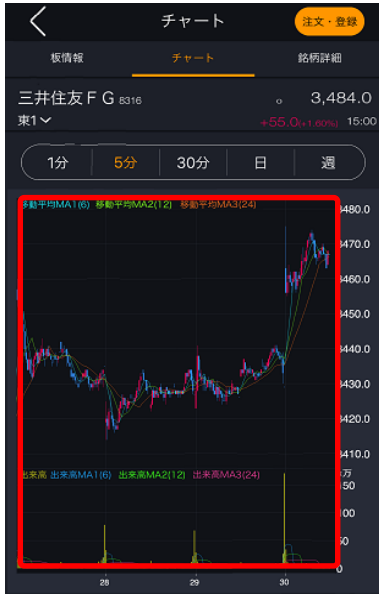 チャート
注文・登録
板情報 チャート 銘柄詳細
三井住友FG 8316 3,484.0
東1 +55.0(+1.60%) 15:00
1分 5分 30分 日 週
移動平均MA1(6) 移動平均MA2(12) 移動平均MA3(24)
3480.0
3470.0
3460.0
3450.0
3440.0
3430.0
3420.0
3410.0
出来高 出来高MA1(6) 出来高MA2(12) 出来高MA3(24)
万
150
100
50
0
28 29 30